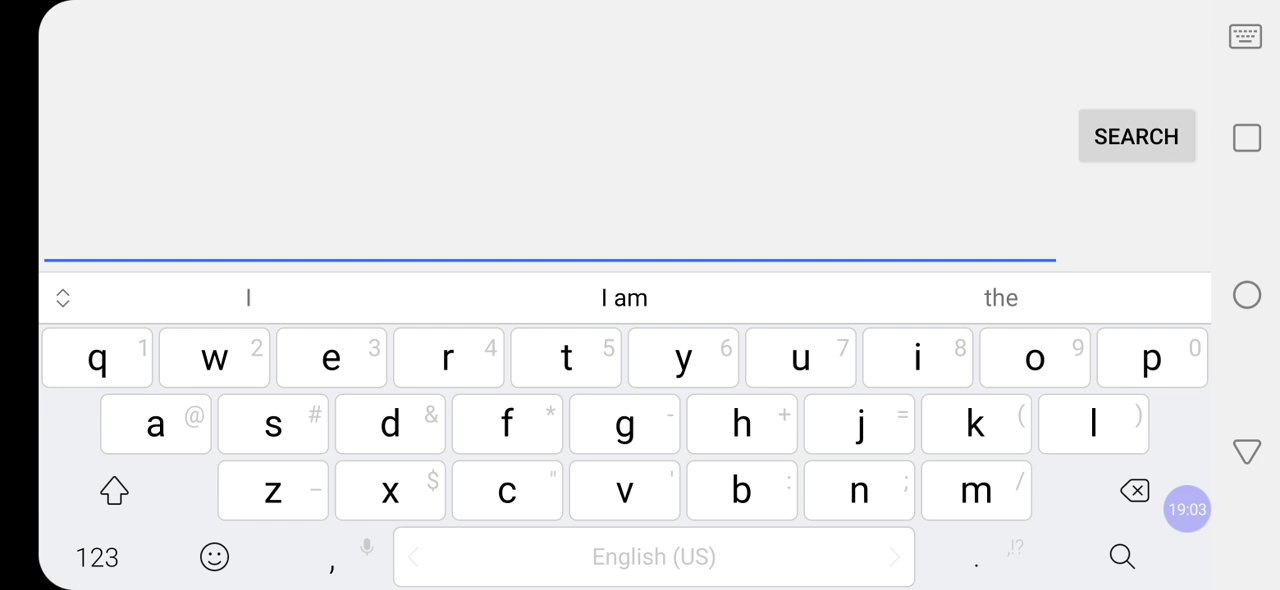 SEARCH
I I am the
q 1 w 2 e 3 r 4 t 5 y 6 u 7 i 8 o 9 p 0
a @ s # d & f * g - h + j = k ( l )
z _ x $ c " v ' b : n ; m / 
19:03
123 , English (US) . ,!?